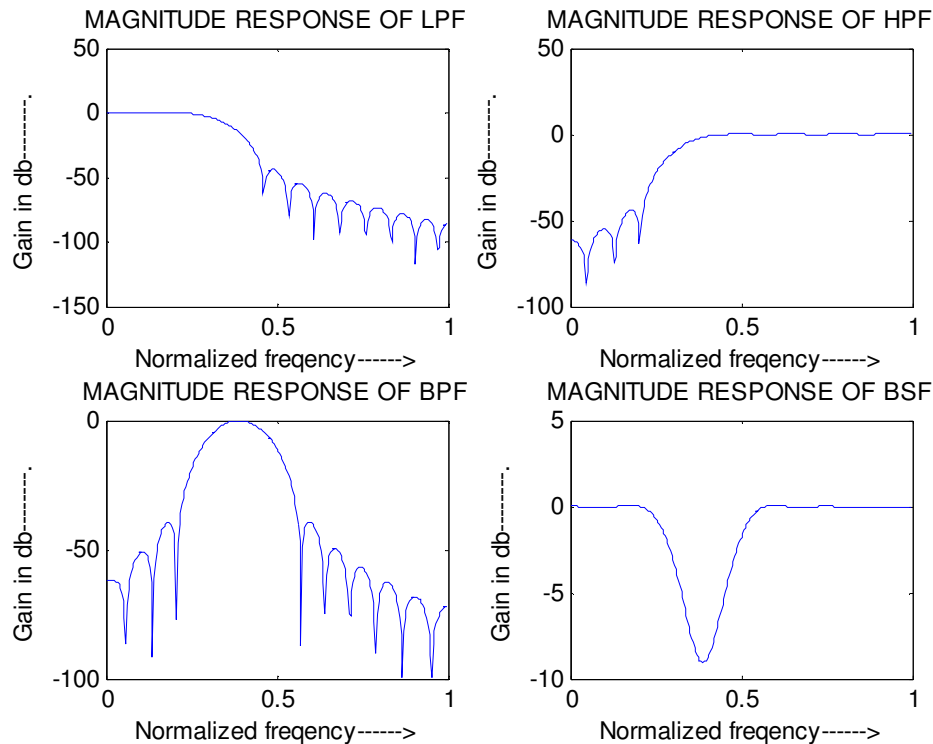 MAGNITUDE RESPONSE OF LPF
50
0
-50
-100
-150
Gain in db--------.
0
0.5
1
Normalized freqency------>
MAGNITUDE RESPONSE OF HPF
50
0
-50
-100
Gain in db----------.
0
0.5
1
Normalized freqency------>
MAGNITUDE RESPONSE OF BPF
0
-50
-100
Gain in db--------.
0
0.5
1
Normalized freqency------>
MAGNITUDE RESPONSE OF BSF
5
0
-5
-10
Gain in db--------.
0
0.5
1
Normalized freqency------>